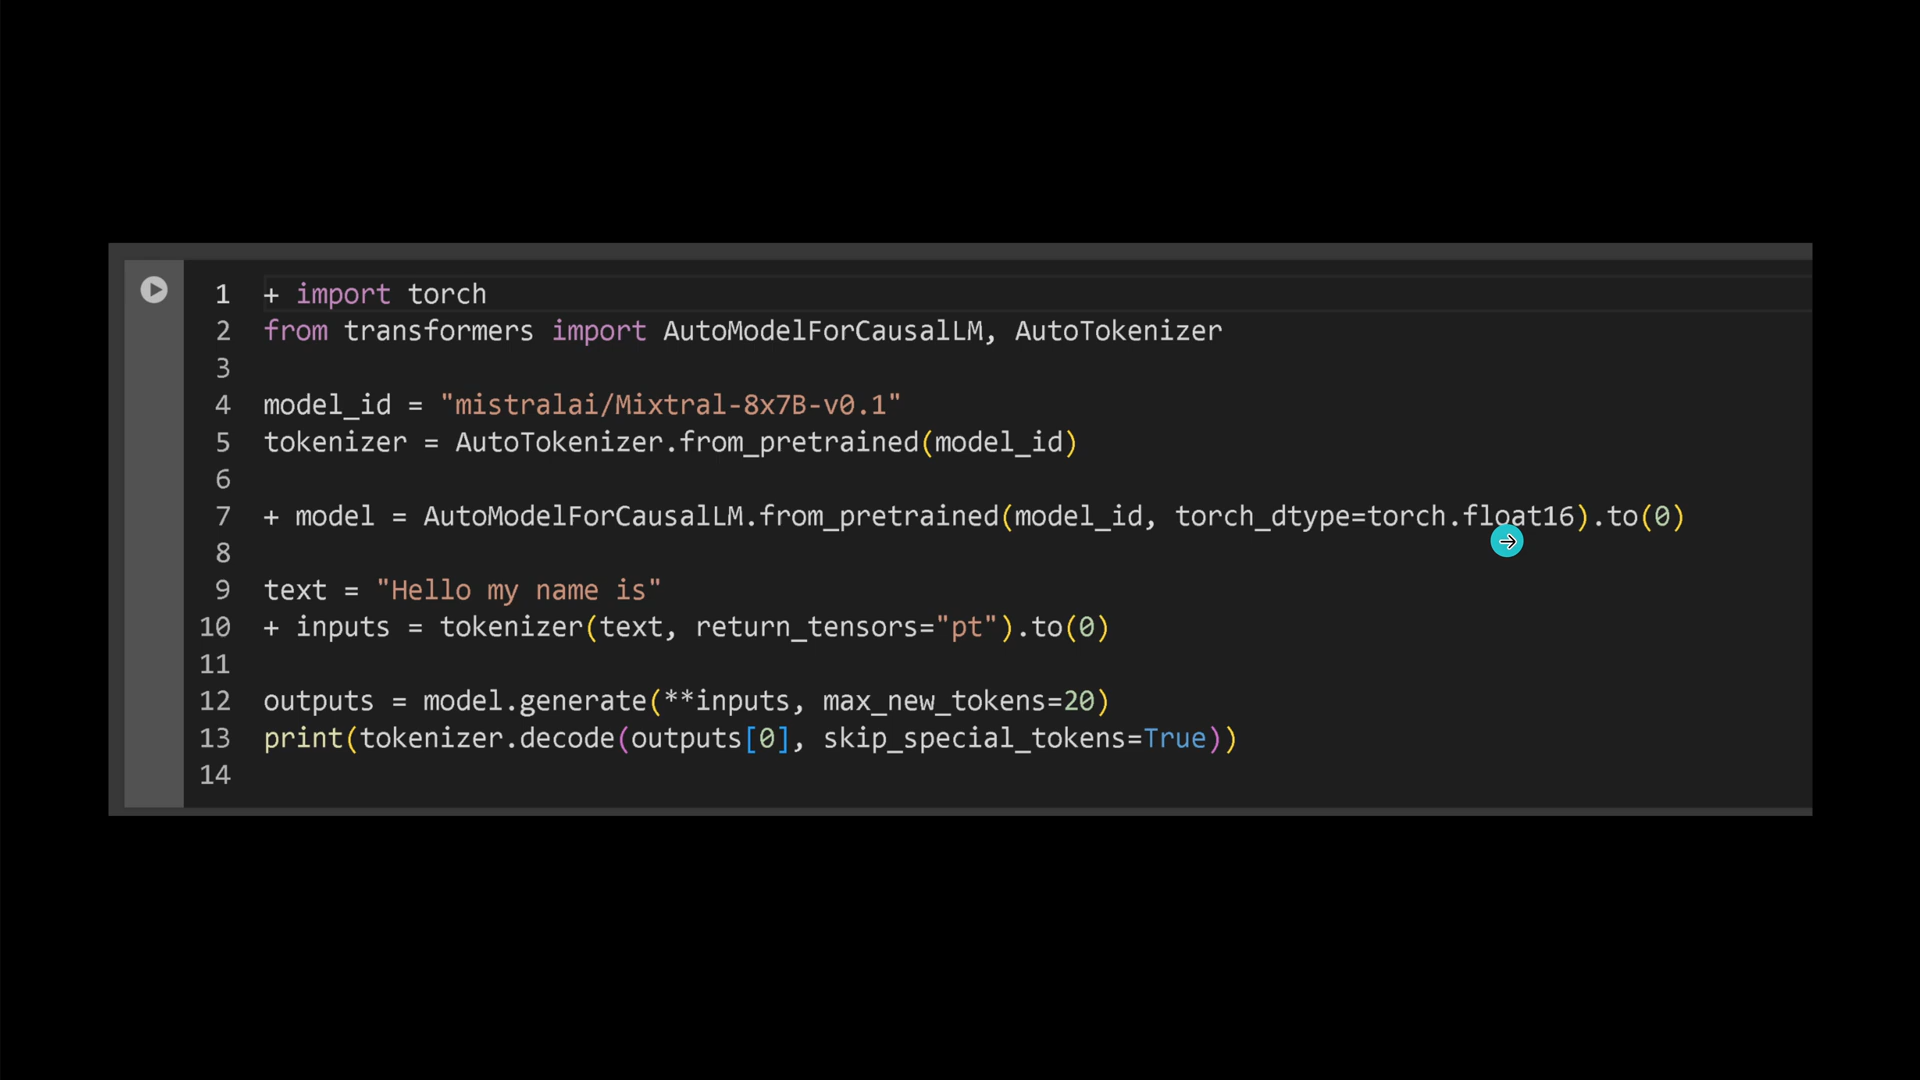 1 + import torch
2 from transformers import AutoModelForCausalLM, AutoTokenizer
3
4 model_id = "mistralai/Mixtral-8x7B-v0.1"
5 tokenizer = AutoTokenizer.from_pretrained(model_id)
6
7 + model = AutoModelForCausalLM.from_pretrained(model_id, torch_dtype=torch.float16).to(0)
8
9 text = "Hello my name is"
10 + inputs = tokenizer(text, return_tensors="pt").to(0)
11
12 outputs = model.generate(**inputs, max_new_tokens=20)
13 print(tokenizer.decode(outputs[0], skip_special_tokens=True))
14